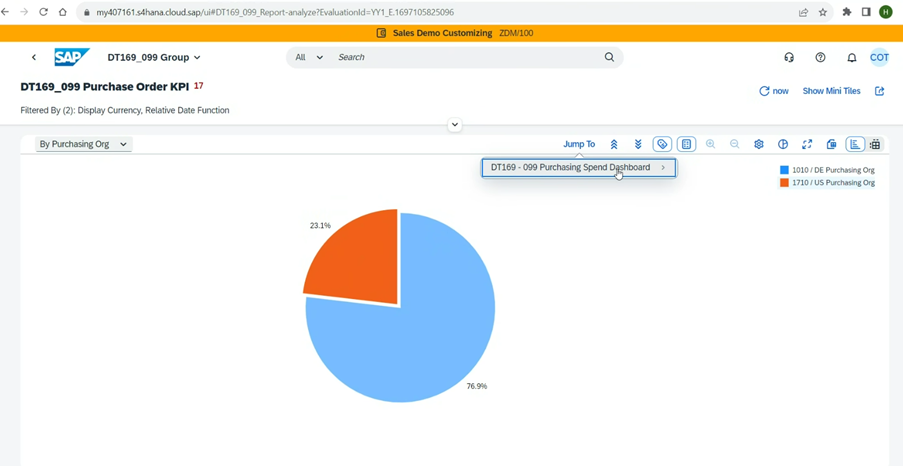 my407161.s4hana.cloud.sap/ui#DT169_099_Report-analyze?EvaluationId=YY1_E.1697105825096
H
Sales Demo Customizing ZDM/100
SAP DT169_099 Group All Search COT
DT169_099 Purchase Order KPI 17
now Show Mini Tiles
Filtered By (2): Display Currency, Relative Date Function
By Purchasing Org Jump To
DT169 - 099 Purchasing Spend Dashboard
1010 / DE Purchasing Org
1710 / US Purchasing Org
23.1%
76.9%